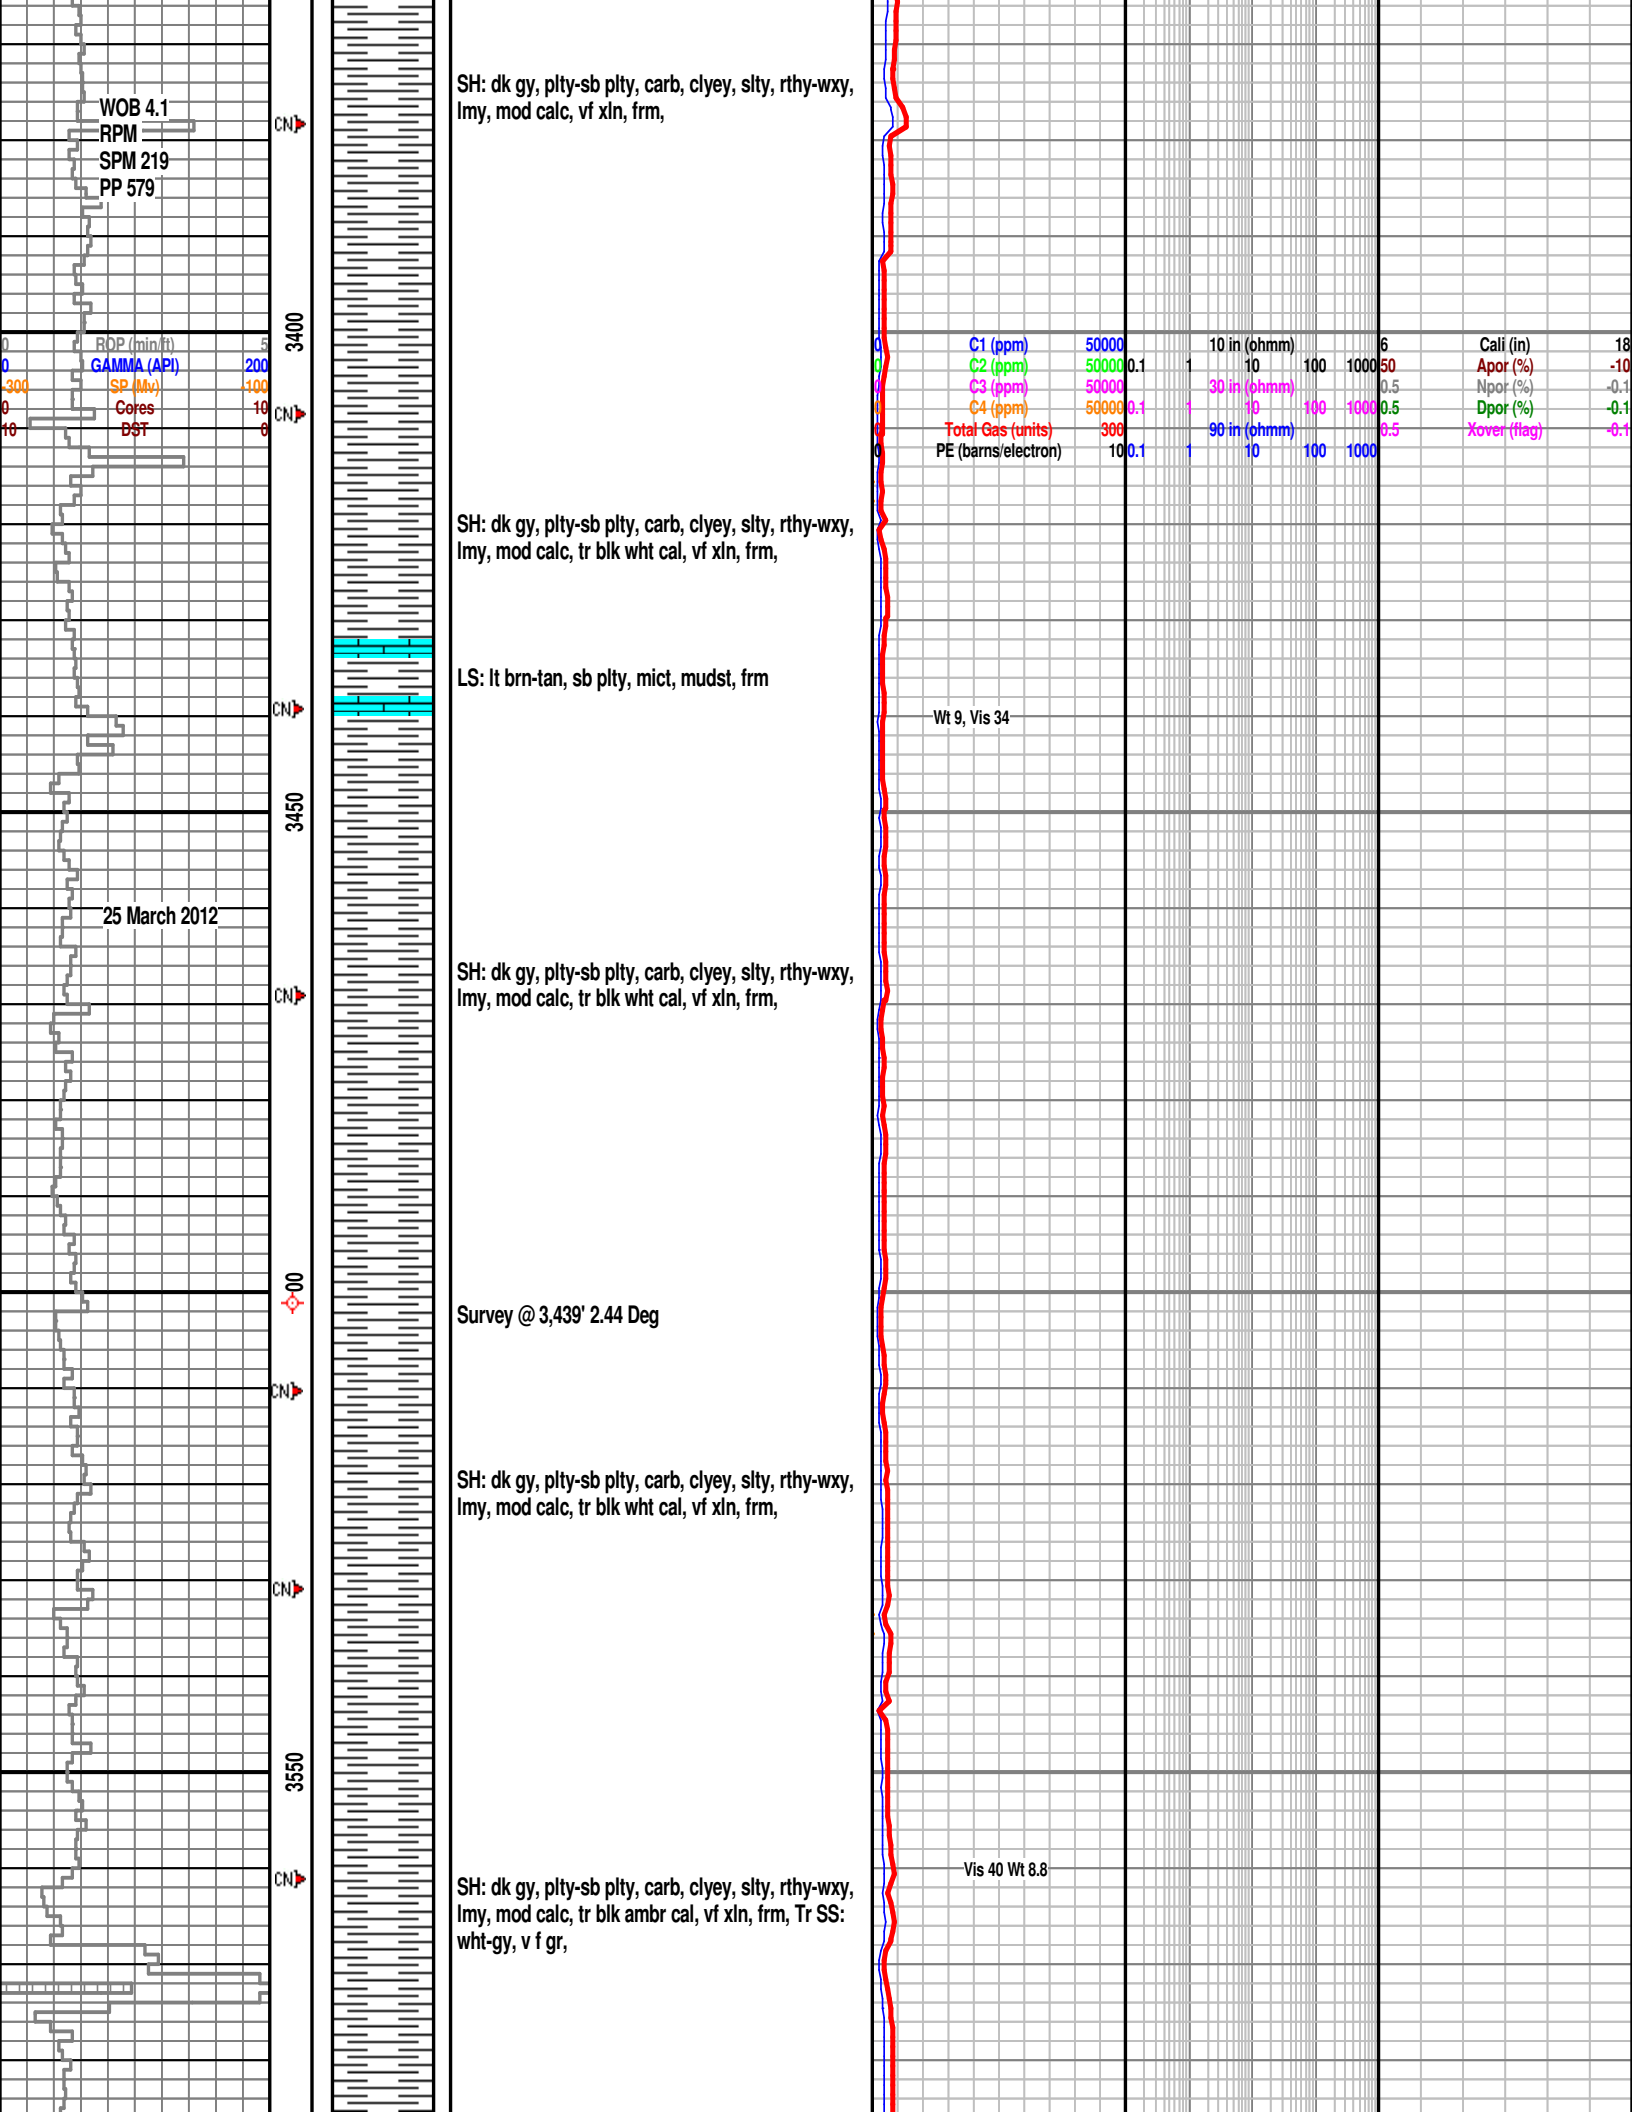 SH: dk gy, plty-sb plty, carb, clyey, slty, rthy-wxy,
lmy, mod calc, vf xln, frm,
WOB 4.1
RPM
SPM 219
PP 579
CN
3400
0 ROP (min/ft) 5
0 GAMMA (API) 200
-300 SP (Mv) -100
0 Cores 10
10 DST 0
0 C1 (ppm) 50000
0 C2 (ppm) 50000
0 C3 (ppm) 50000
0 C4 (ppm) 50000
0 Total Gas (units) 300
0 PE (barns/electron) 10
10 in (ohmm)
0.1 1 10 100 1000
30 in (ohmm)
0.1 1 10 100 1000
90 in (ohmm)
0.1 1 10 100 1000
6 Cali (in) 18
50 Apor (%) -10
0.5 Npor (%) -0.1
0.5 Dpor (%) -0.1
0.5 Xover (flag) -0.1
CN
SH: dk gy, plty-sb plty, carb, clyey, slty, rthy-wxy,
lmy, mod calc, tr blk wht cal, vf xln, frm,
LS: lt brn-tan, sb plty, mict, mudst, frm
CN
Wt 9, Vis 34
3450
25 March 2012
SH: dk gy, plty-sb plty, carb, clyey, slty, rthy-wxy,
lmy, mod calc, tr blk wht cal, vf xln, frm,
CN
00
Survey @ 3,439' 2.44 Deg
CN
SH: dk gy, plty-sb plty, carb, clyey, slty, rthy-wxy,
lmy, mod calc, tr blk wht cal, vf xln, frm,
CN
3550
Vis 40 Wt 8.8
CN
SH: dk gy, plty-sb plty, carb, clyey, slty, rthy-wxy,
lmy, mod calc, tr blk ambr cal, vf xln, frm, Tr SS:
wht-gy, v f gr,